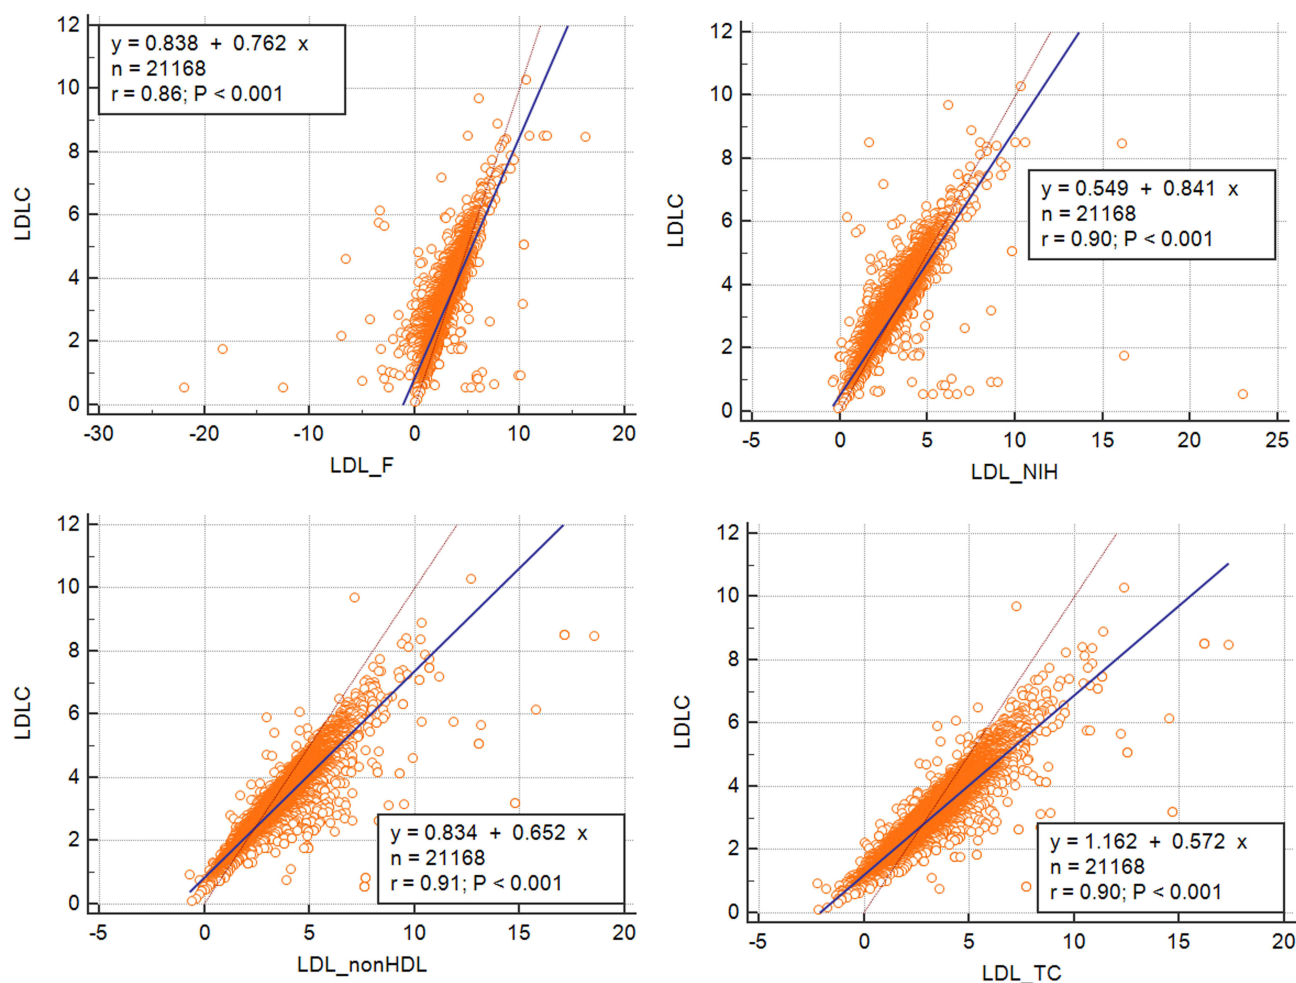 12
10
8
6
4
2
0
LDLC
y = 0.838 + 0.762 x
n = 21168
r = 0.86; P < 0.001
-30 -20 -10 0 10 20
LDL_F
12
10
8
6
4
2
0
LDLC
y = 0.549 + 0.841 x
n = 21168
r = 0.90; P < 0.001
-5 0 5 10 15 20 25
LDL_NIH
12
10
8
6
4
2
0
LDLC
y = 0.834 + 0.652 x
n = 21168
r = 0.91; P < 0.001
-5 0 5 10 15 20
LDL_nonHDL
12
10
8
6
4
2
0
LDLC
y = 1.162 + 0.572 x
n = 21168
r = 0.90; P < 0.001
-5 0 5 10 15 20
LDL_TC